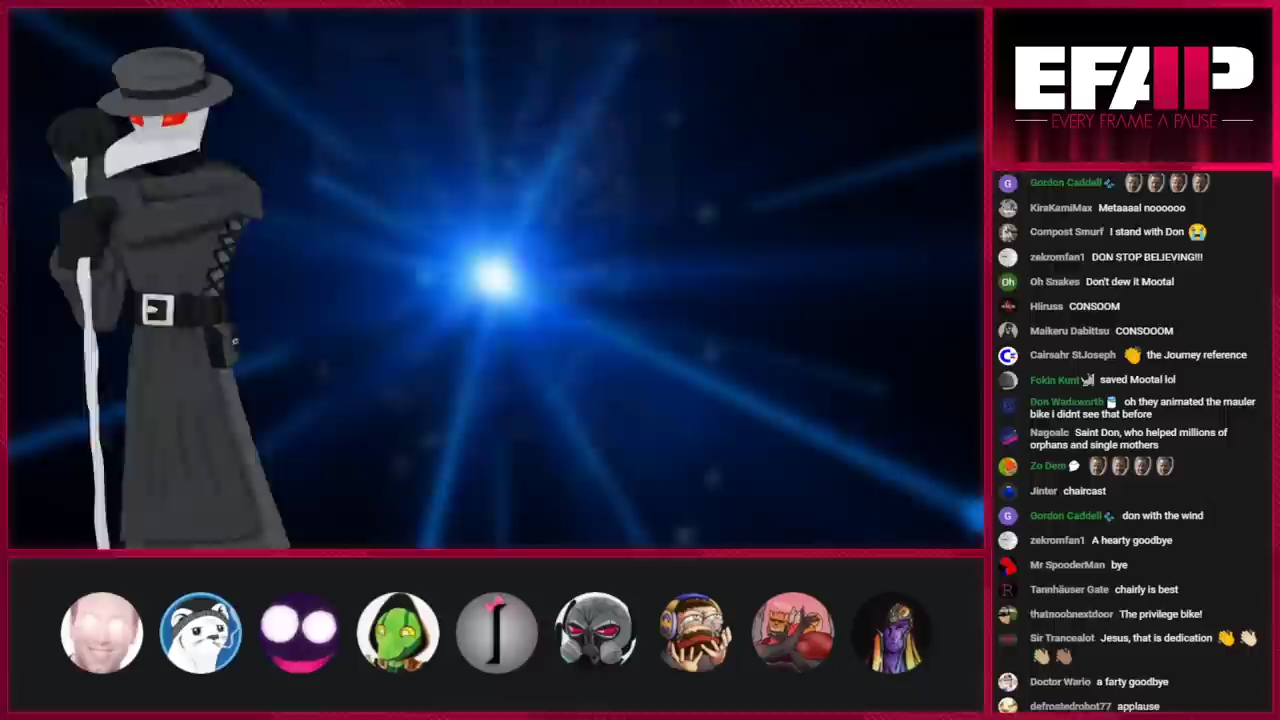 EFAP
EVERY FRAME A PAUSE
G Gordon Caddell
KiraKamiMax Metaaaal noooooo
Compost Smurf I stand with Don
zekromfan1 DON STOP BELIEVING!!!
Oh Oh Snakes Don't dew it Mootal
Hiiruss CONSOOM
Maikeru Dabittsu CONSOOOM
Cairsahr StJoseph the Journey reference
Fokin Kunt saved Mootal lol
Don Wadsworth oh they animated the mauler
bike i didnt see that before
Nagoalc Saint Don, who helped millions of
orphans and single mothers
Zo Dem
Jinter chaircast
G Gordon Caddell don with the wind
zekromfan1 A hearty goodbye
Mr SpooderMan bye
Tannhäuser Gate chairly is best
thatnoobnextdoor The privilege bike!
Sir Trancealot Jesus, that is dedication
Doctor Wario a farty goodbye
defrostedrobot77 applause